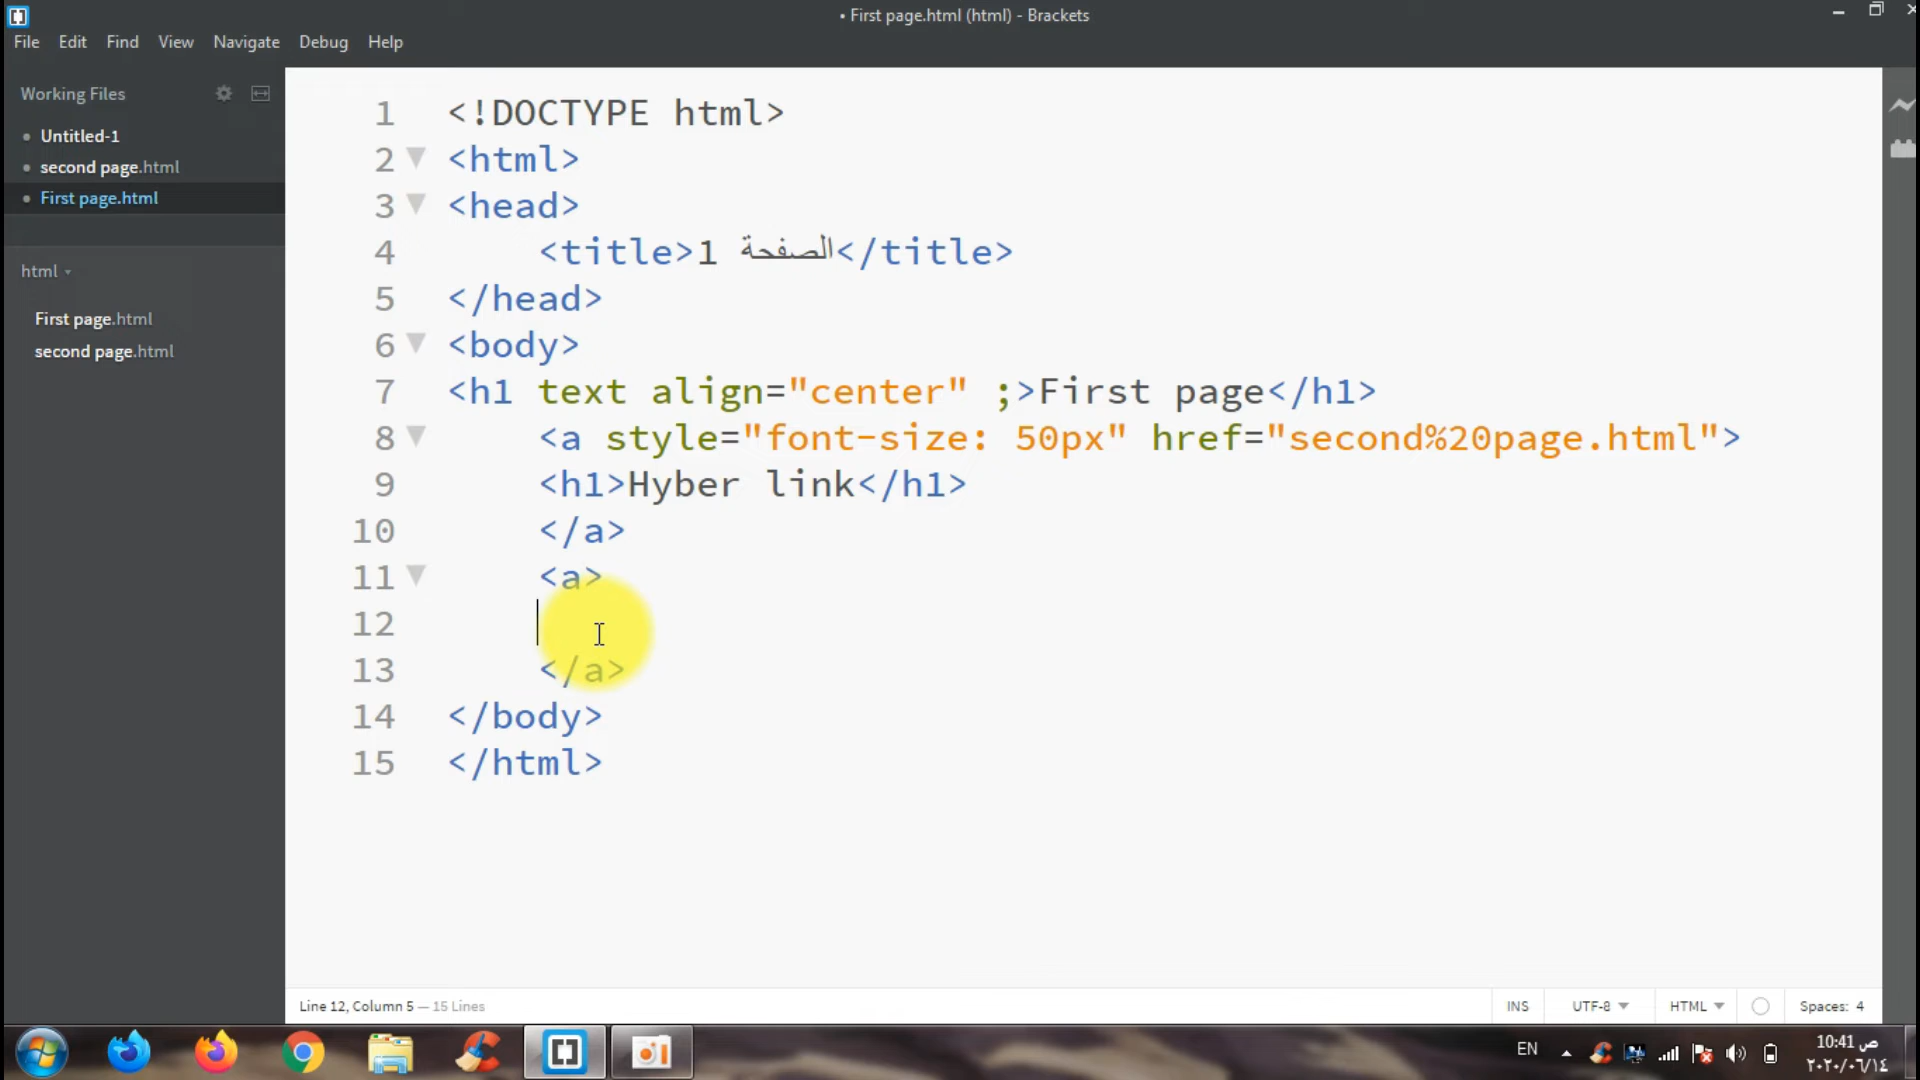 • First page.html (html) - Brackets
File Edit Find View Navigate Debug Help
Working Files
Untitled-1
second page.html
First page.html
html
First page.html
second page.html
1 <!DOCTYPE html>
2 <html>
3 <head>
4 <title>الصفحة 1</title>
5 </head>
6 <body>
7 <h1 text align="center" ;>First page</h1>
8 <a style="font-size: 50px" href="second%20page.html">
9 <h1>Hyber link</h1>
10 </a>
11 <a>
12
13 </a>
14 </body>
15 </html>
Line 12, Column 5 — 15 Lines
INS UTF-8 HTML Spaces: 4
EN
10:41 ص
٢٠٢٠/٠٦/١٤